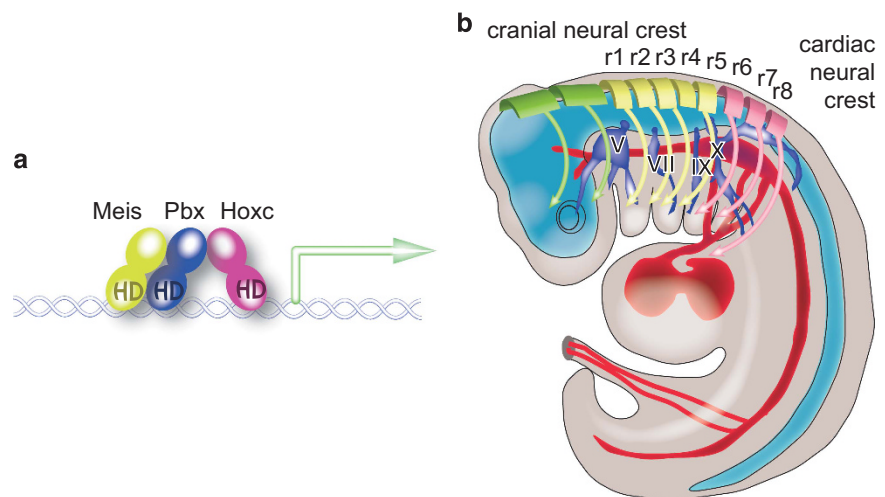 a
Meis Pbx Hoxc
HD HD HD
b
cranial neural crest
r1 r2 r3 r4 r5 r6 r7 r8
cardiac
neural
crest
V VII IX X